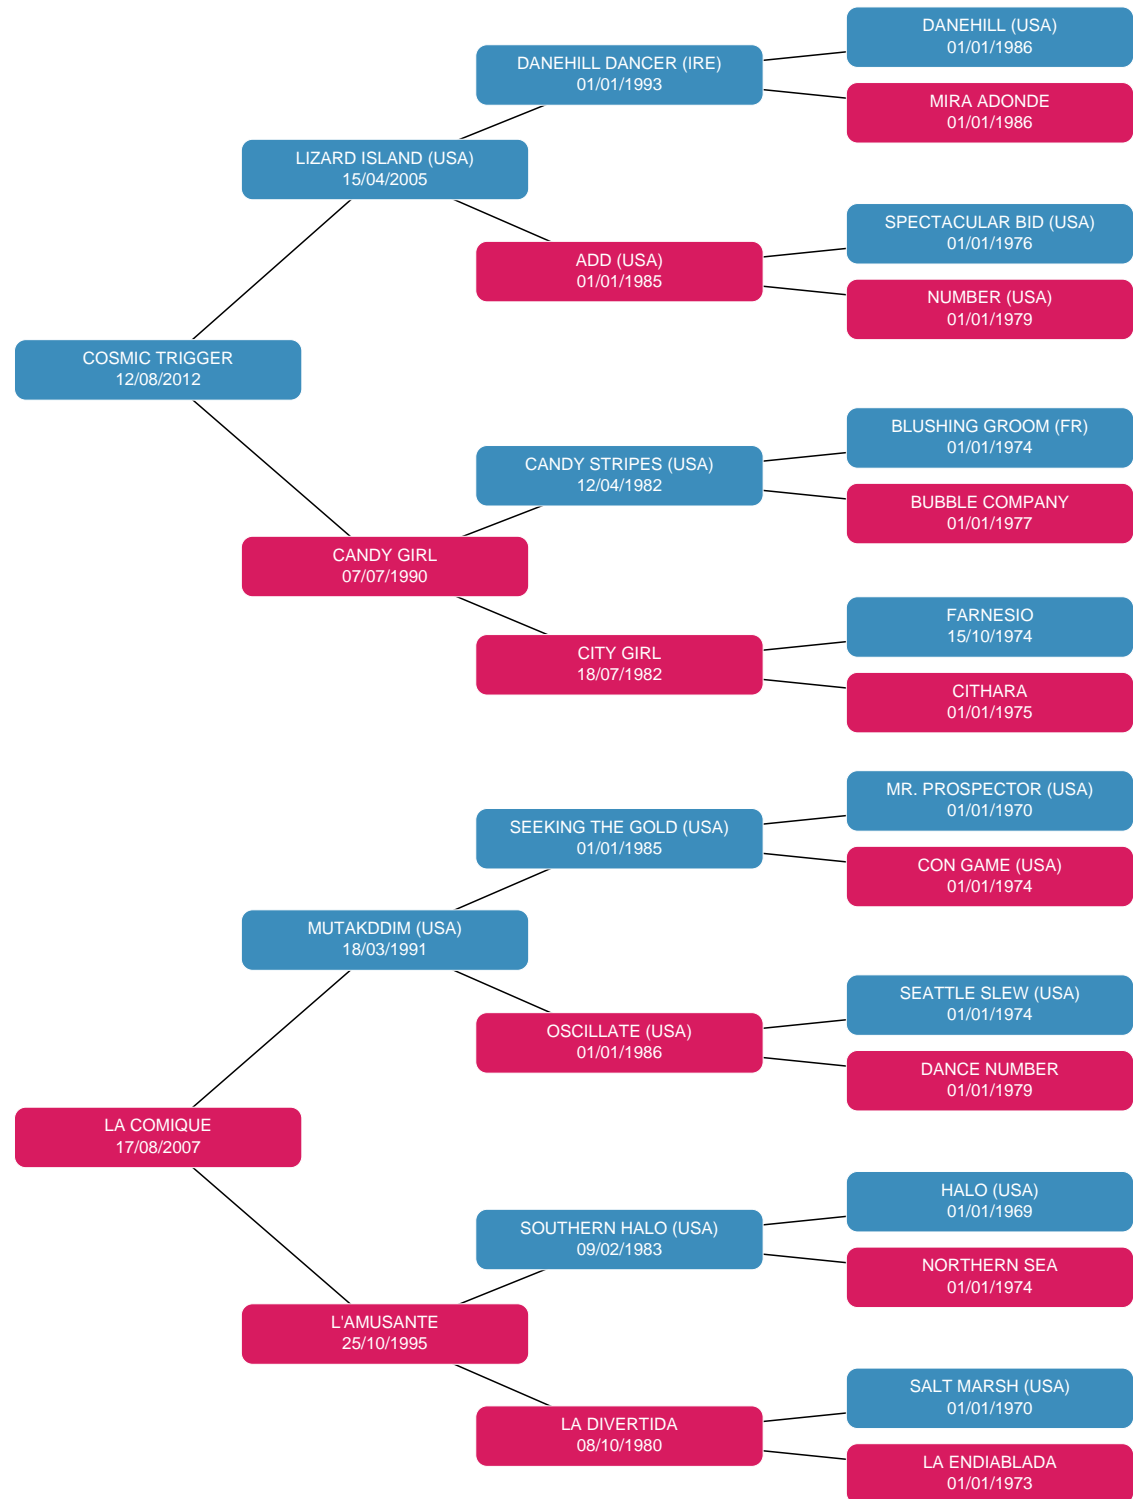 DANEHILL (USA)
01/01/1986
DANEHILL DANCER (IRE)
01/01/1993
MIRA ADONDE
01/01/1986
LIZARD ISLAND (USA)
15/04/2005
SPECTACULAR BID (USA)
01/01/1976
ADD (USA)
01/01/1985
NUMBER (USA)
01/01/1979
COSMIC TRIGGER
12/08/2012
BLUSHING GROOM (FR)
01/01/1974
CANDY STRIPES (USA)
12/04/1982
BUBBLE COMPANY
01/01/1977
CANDY GIRL
07/07/1990
FARNESIO
15/10/1974
CITY GIRL
18/07/1982
CITHARA
01/01/1975
MR. PROSPECTOR (USA)
01/01/1970
SEEKING THE GOLD (USA)
01/01/1985
CON GAME (USA)
01/01/1974
MUTAKDDIM (USA)
18/03/1991
SEATTLE SLEW (USA)
01/01/1974
OSCILLATE (USA)
01/01/1986
DANCE NUMBER
01/01/1979
LA COMIQUE
17/08/2007
HALO (USA)
01/01/1969
SOUTHERN HALO (USA)
09/02/1983
NORTHERN SEA
01/01/1974
L'AMUSANTE
25/10/1995
SALT MARSH (USA)
01/01/1970
LA DIVERTIDA
08/10/1980
LA ENDIABLADA
01/01/1973